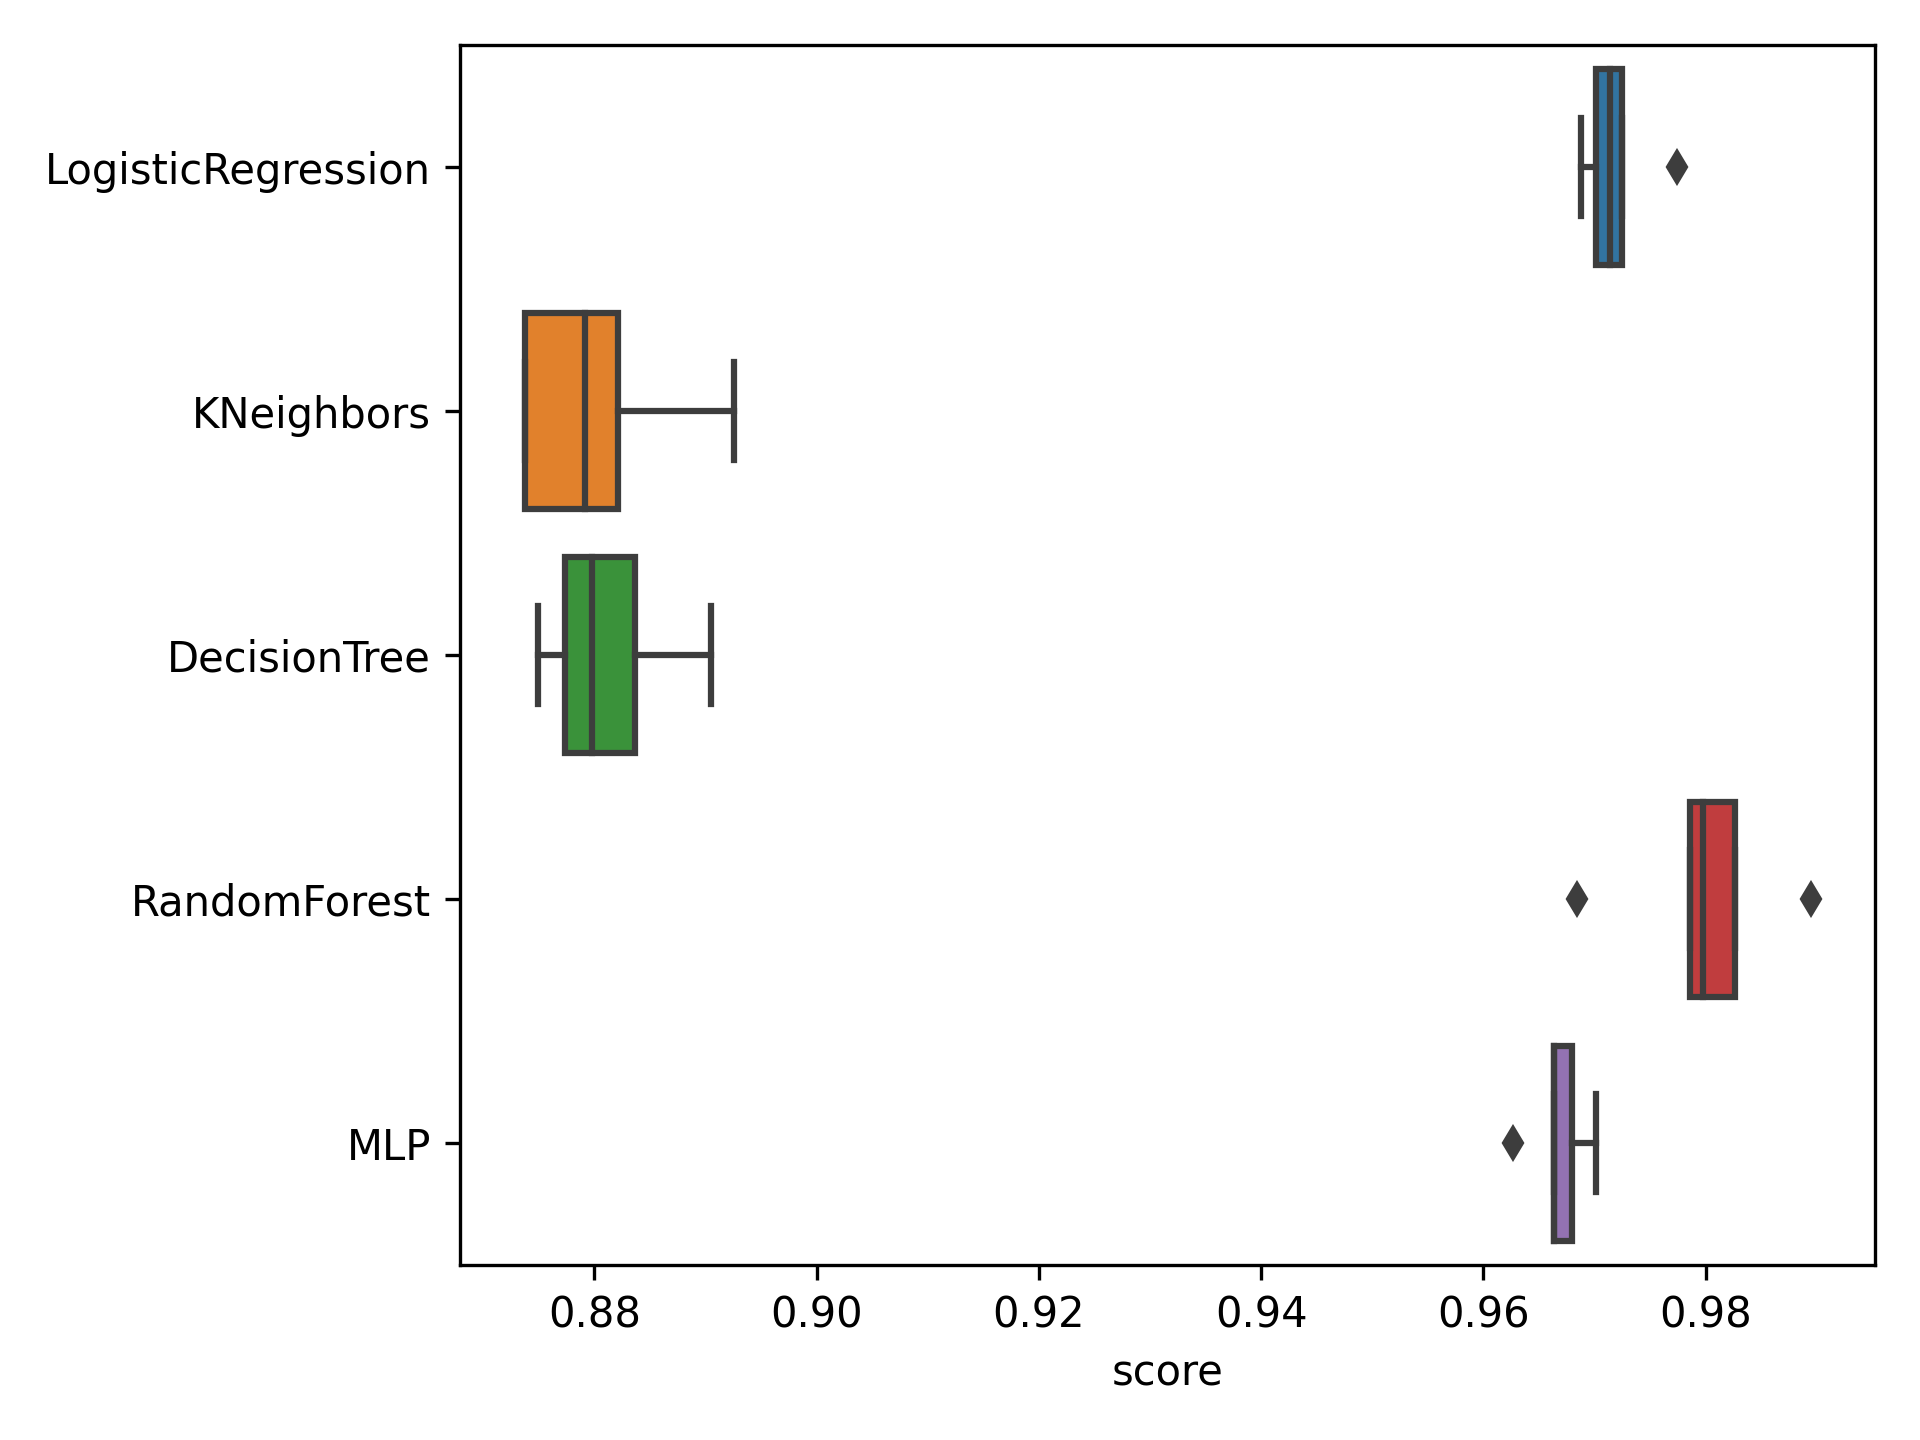 LogisticRegression
KNeighbors
DecisionTree
RandomForest
MLP
0.88 0.90 0.92 0.94 0.96 0.98
score